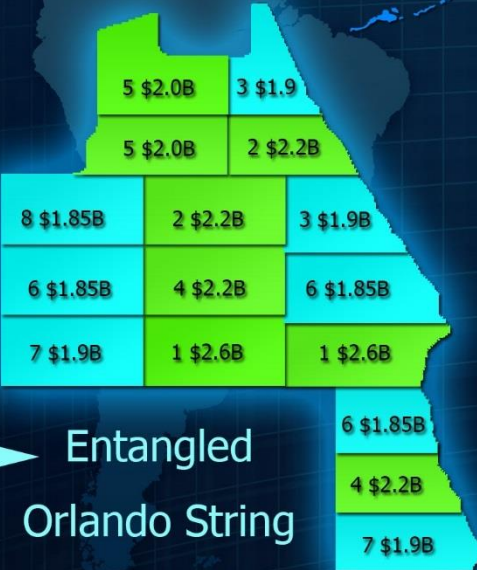 5 $2.0B
3 $1.9
5 $2.0B
2 $2.2B
8 $1.85B
2 $2.2B
3 $1.9B
6 $1.85B
4 $2.2B
6 $1.85B
7 $1.9B
1 $2.6B
1 $2.6B
6 $1.85B
Entangled
4 $2.2B
Orlando String
7 $1.9B